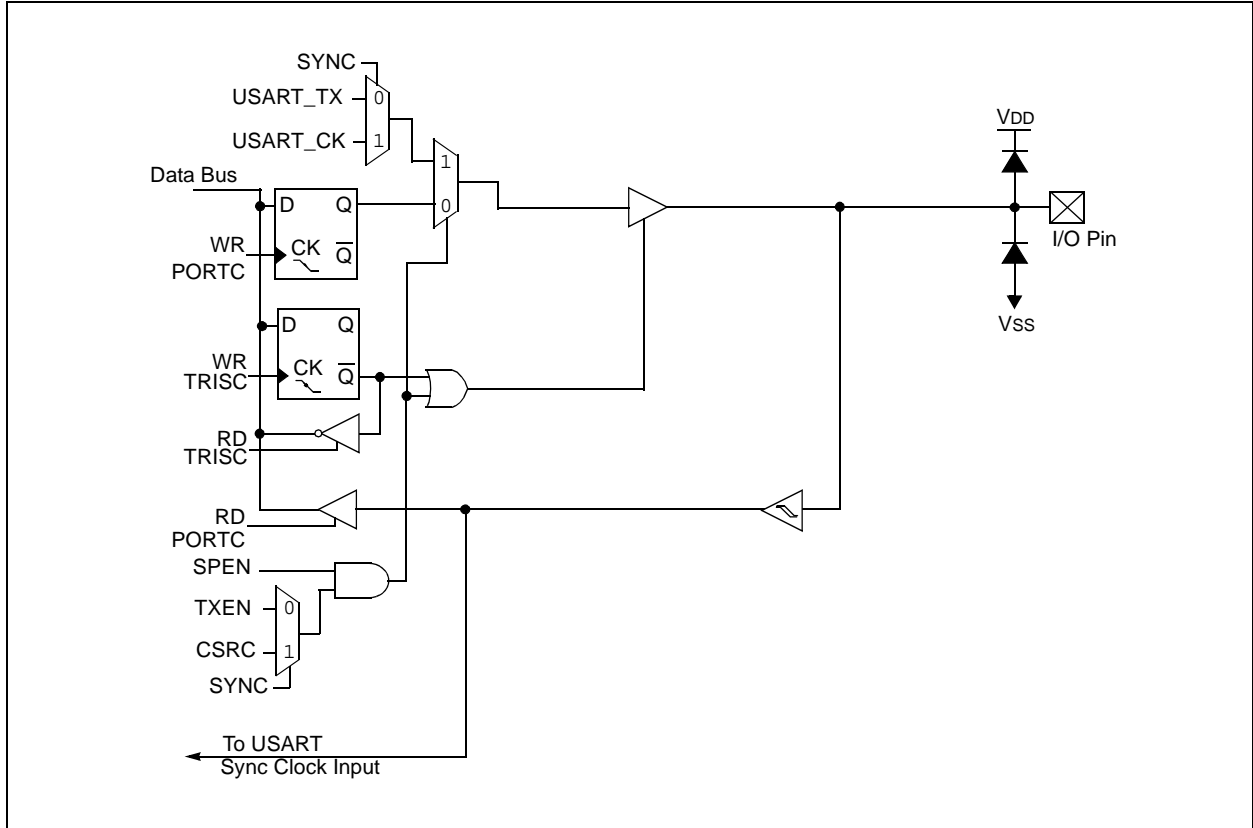 SYNC
USART_TX
0
USART_CK
1
VDD
Data Bus
1
0
D
Q
WR
PORTC
CK
Q̅
I/O Pin
D
Q
VSS
WR
TRISC
CK
Q̅
RD
TRISC
RD
PORTC
SPEN
TXEN
0
CSRC
1
SYNC
To USART
Sync Clock Input